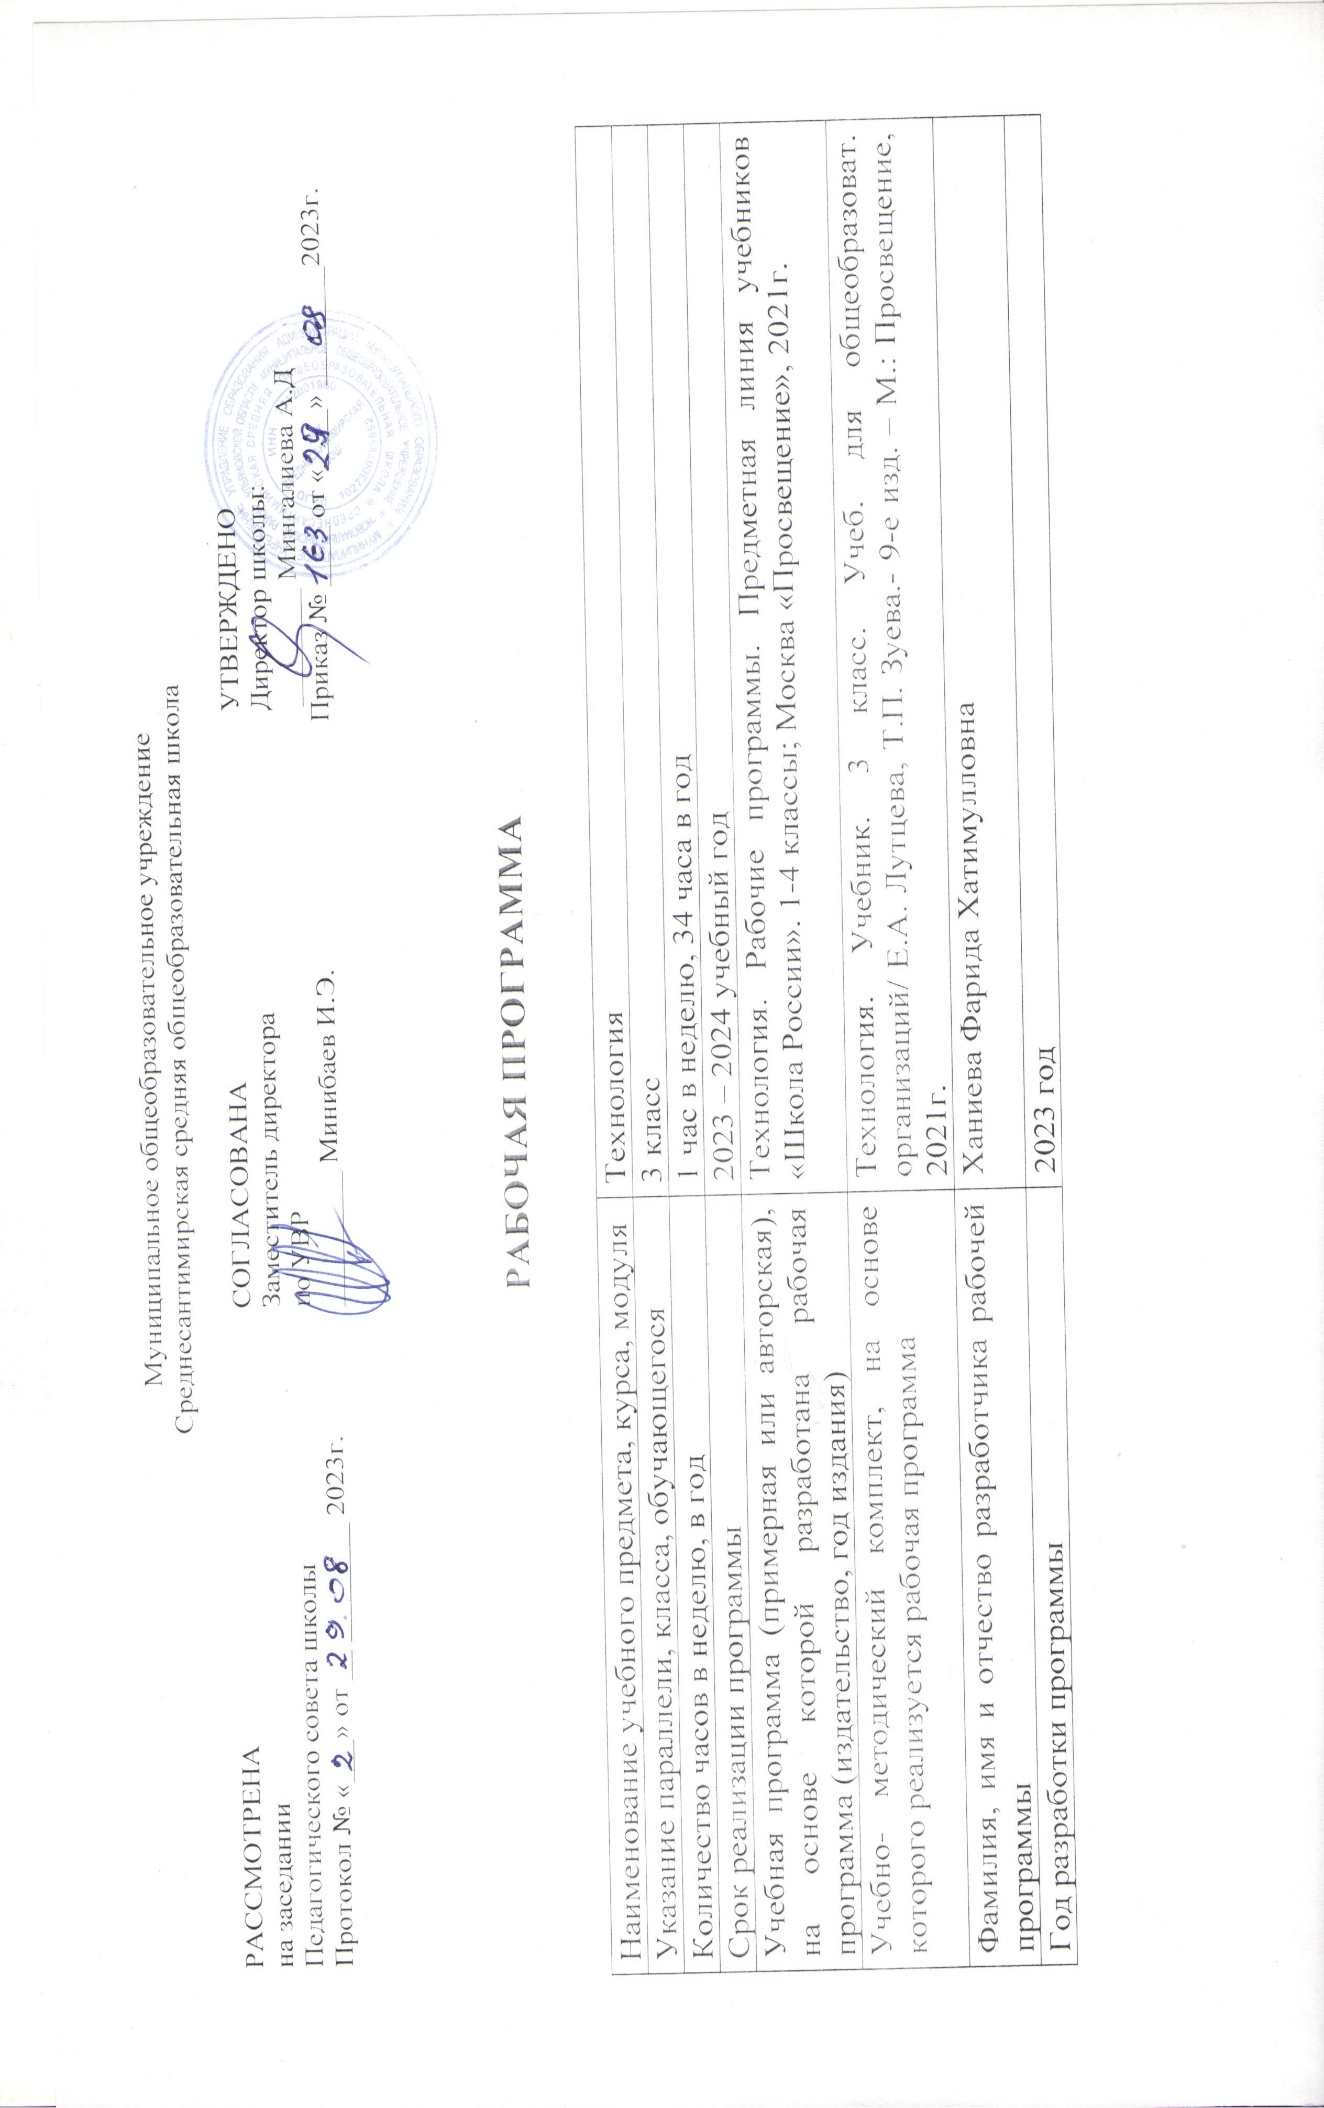 Муниципальное общеобразовательное учреждение
Среднесантимирская средняя общеобразовательная школа
РАССМОТРЕНА
на заседании
Педагогического совета школы
Протокол № « 2 » от 29.08 2023г.
СОГЛАСОВАНА
Заместитель директора
по УВР
Минибаев И.Э.
УТВЕРЖДЕНО
Директор школы:
Мингалиева А.Д
Приказ № 163 от « 29 » 08 2023г.
РАБОЧАЯ ПРОГРАММА
Наименование учебного предмета, курса, модуля
Технология
Указание параллели, класса, обучающегося
3 класс
Количество часов в неделю, в год
1 час в неделю, 34 часа в год
Срок реализации программы
2023 – 2024 учебный год
Учебная программа (примерная или авторская),
на основе которой разработана рабочая
программа (издательство, год издания)
Технология. Рабочие программы. Предметная линия учебников
«Школа России». 1-4 классы; Москва «Просвещение», 2021г.
Учебно- методический комплект, на основе
которого реализуется рабочая программа
Технология. Учебник. 3 класс. Учеб. для общеобразоват.
организаций/ Е.А. Лутцева, Т.П. Зуева.- 9-е изд. – М.: Просвещение,
2021г.
Фамилия, имя и отчество разработчика рабочей
программы
Ханиева Фарида Хатимулловна
Год разработки программы
2023 год